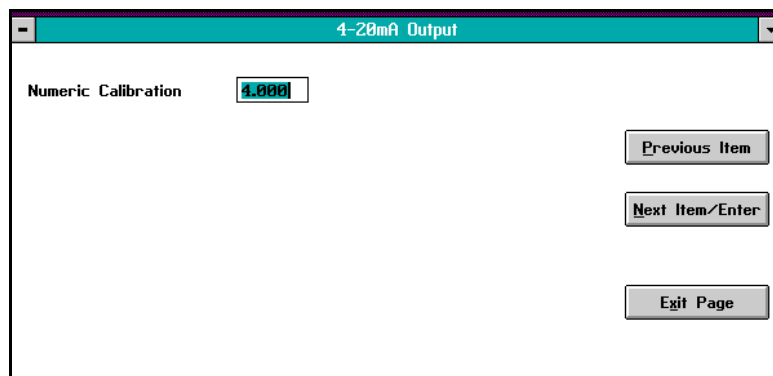 4-20mA Output
Numeric Calibration 4.000
Previous Item
Next Item/Enter
Exit Page